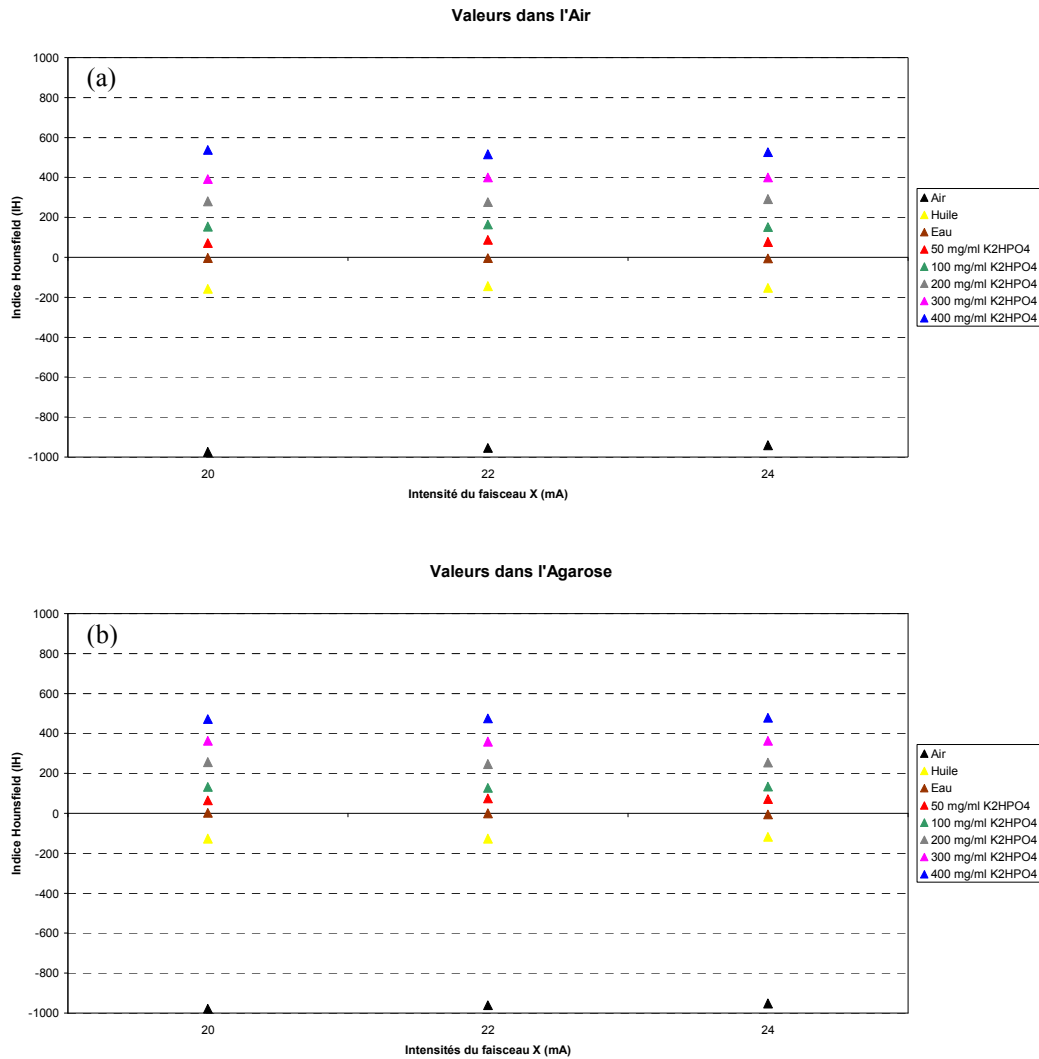 Valeurs dans l'Air
(a)
1000
800
600
400
200
0
-200
-400
-600
-800
-1000
Indice Hounsfield (IH)
20 22 24
Intensité du faisceau X (mA)
Air
Huile
Eau
50 mg/ml K2HPO4
100 mg/ml K2HPO4
200 mg/ml K2HPO4
300 mg/ml K2HPO4
400 mg/ml K2HPO4
Valeurs dans l'Agarose
(b)
1000
800
600
400
200
0
-200
-400
-600
-800
-1000
Indice Hounsfield (IH)
20 22 24
Intensités du faisceau X (mA)
Air
Huile
Eau
50 mg/ml K2HPO4
100 mg/ml K2HPO4
200 mg/ml K2HPO4
300 mg/ml K2HPO4
400 mg/ml K2HPO4